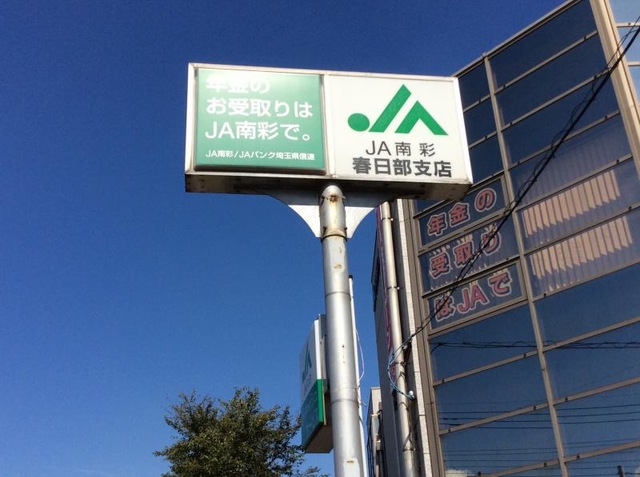 年金の
お受取りは
JA南彩で。
JA南彩/JAバンク埼玉県信連
JA南彩
春日部支店
年金の
受取り
はJAで